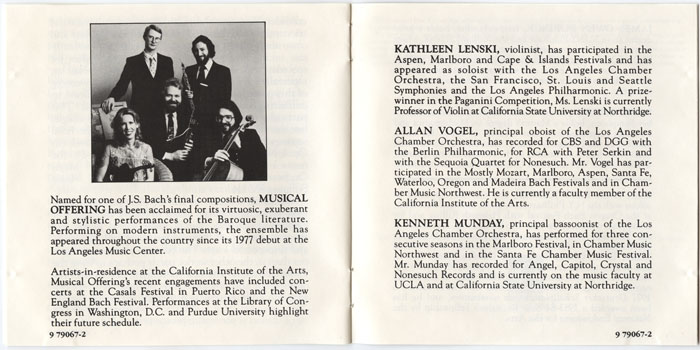 Named for one of J.S. Bach's final compositions, MUSICAL
OFFERING has been acclaimed for its virtuosic, exuberant
and stylistic performances of the Baroque literature.
Performing on modern instruments, the ensemble has
appeared throughout the country since its 1977 debut at the
Los Angeles Music Center.
Artists-in-residence at the California Institute of the Arts,
Musical Offering's recent engagements have included con-
certs at the Casals Festival in Puerto Rico and the New
England Bach Festival. Performances at the Library of Con-
gress in Washington, D.C. and Purdue University highlight
their future schedule.
9 79067-2
KATHLEEN LENSKI, violinist, has participated in the
Aspen, Marlboro and Cape & Islands Festivals and has
appeared as soloist with the Los Angeles Chamber
Orchestra, the San Francisco, St. Louis and Seattle
Symphonies and the Los Angeles Philharmonic. A prize-
winner in the Paganini Competition, Ms. Lenski is currently
Professor of Violin at California State University at Northridge.
ALLAN VOGEL, principal oboist of the Los Angeles
Chamber Orchestra, has recorded for CBS and DGG with
the Berlin Philharmonic, for RCA with Peter Serkin and
with the Sequoia Quartet for Nonesuch. Mr. Vogel has par-
ticipated in the Mostly Mozart, Marlboro, Aspen, Santa Fe,
Waterloo, Oregon and Madeira Bach Festivals and in Cham-
ber Music Northwest. He is currently a faculty member of the
California Institute of the Arts.
KENNETH MUNDAY, principal bassoonist of the Los
Angeles Chamber Orchestra, has performed for three con-
secutive seasons in the Marlboro Festival, in Chamber Music
Northwest and in the Santa Fe Chamber Music Festival.
Mr. Munday has recorded for Angel, Capitol, Crystal and
Nonesuch Records and is currently on the music faculty at
UCLA and at California State University at Northridge.
9 79067-2